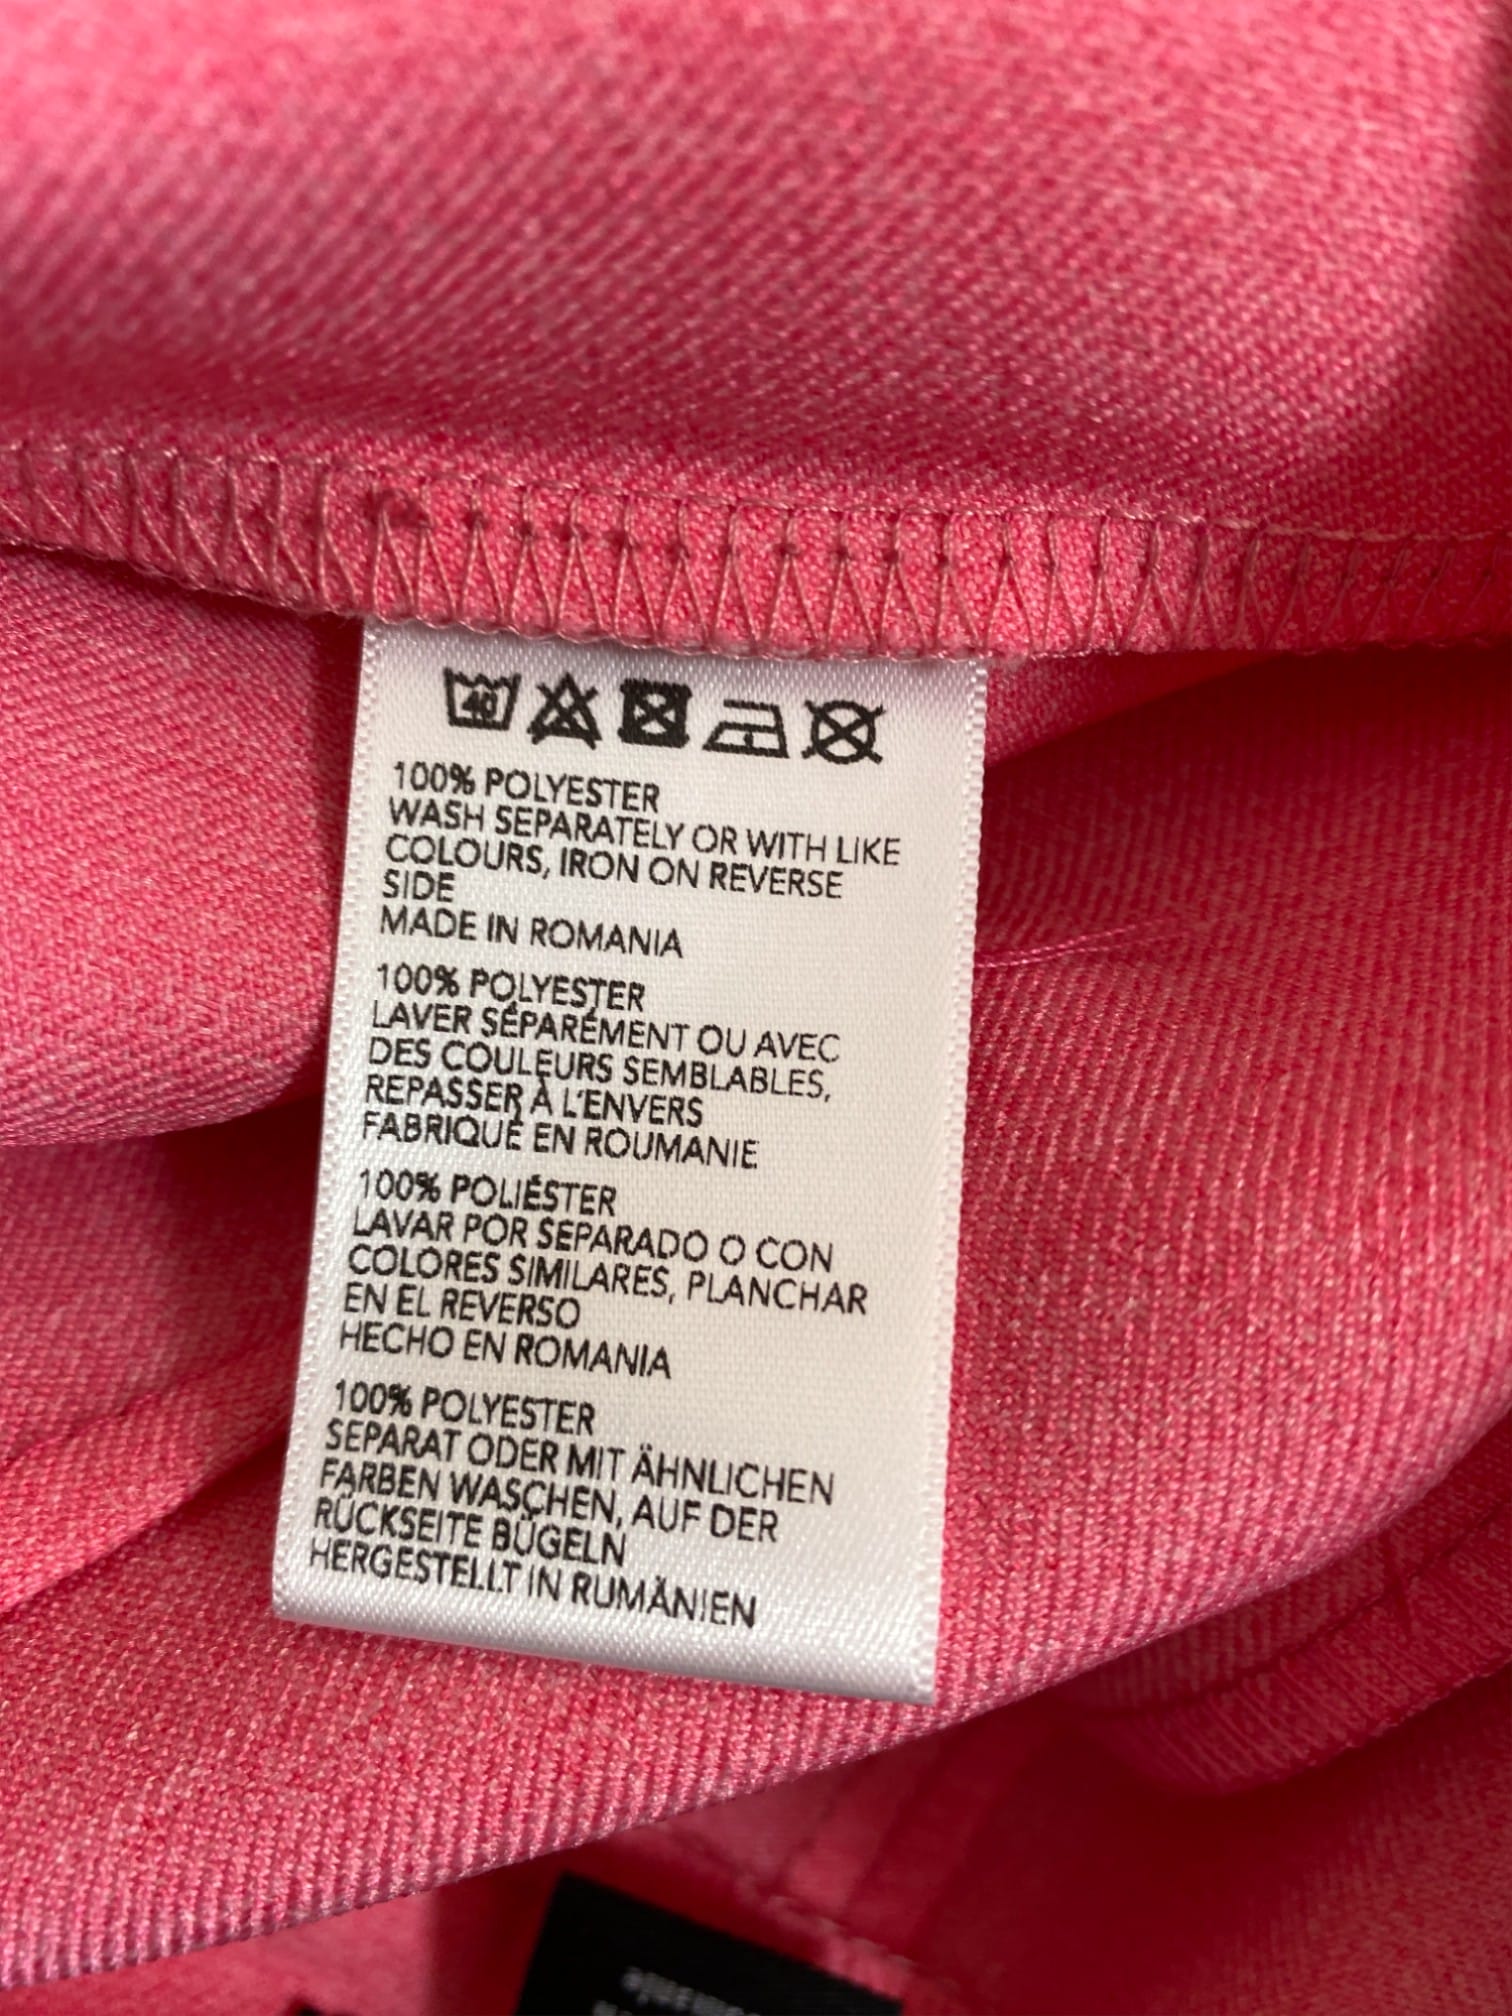 40
100% POLYESTER
WASH SEPARATELY OR WITH LIKE
COLOURS, IRON ON REVERSE
SIDE
MADE IN ROMANIA
100% POLYESTER
LAVER SÉPARÉMENT OU AVEC
DES COULEURS SEMBLABLES,
REPASSER À L'ENVERS
FABRIQUÉ EN ROUMANIE
100% POLIÉSTER
LAVAR POR SEPARADO O CON
COLORES SIMILARES, PLANCHAR
EN EL REVERSO
HECHO EN ROMANIA
100% POLYESTER
SEPARAT ODER MIT ÄHNLICHEN
FARBEN WASCHEN, AUF DER
RÜCKSEITE BÜGELN
HERGESTELLT IN RUMÄNIEN